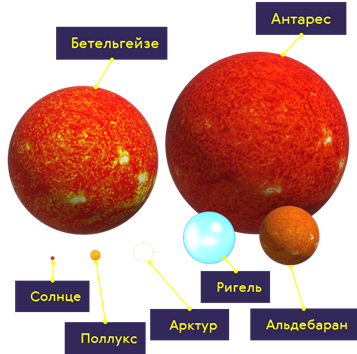 Антарес
Бетельгейзе
Солнце
Поллукс
Арктур
Ригель
Альдебаран